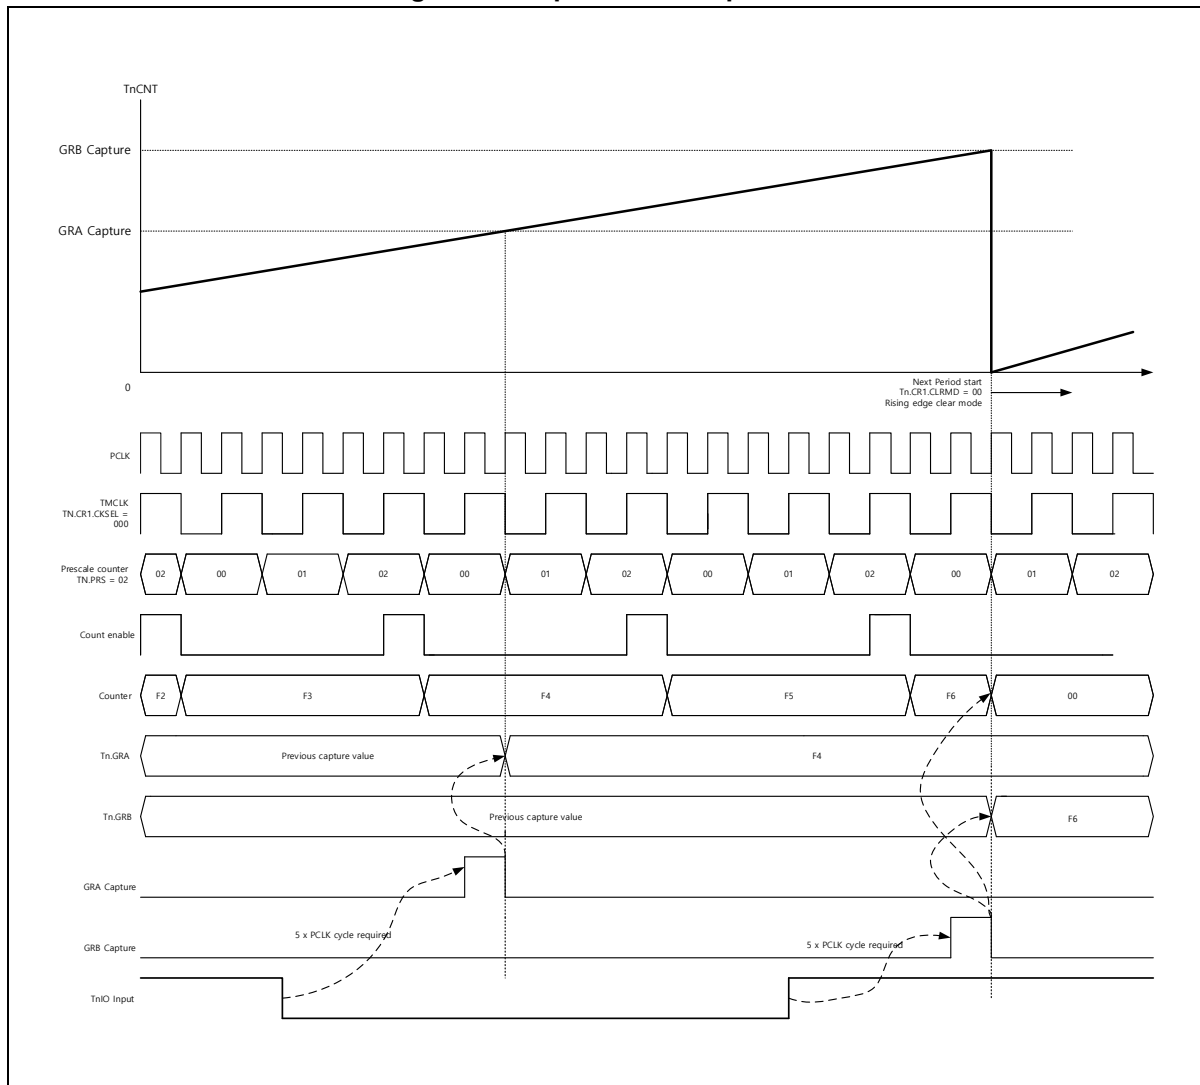 TnCNT
GRB Capture
GRA Capture
0
Next Period start
Tn.CR1.CLRMD = 00
Rising edge clear mode
PCLK
TMCLK
TN.CR1.CKSEL =
000
Prescale counter
TN.PRS = 02
02 00 01 02 00 01 02 00 01 02 00 01 02
Count enable
Counter F2 F3 F4 F5 F6 00
Tn.GRA Previous capture value F4
Tn.GRB Previous capture value F6
GRA Capture
5 x PCLK cycle required
GRB Capture
5 x PCLK cycle required
TnIO Input